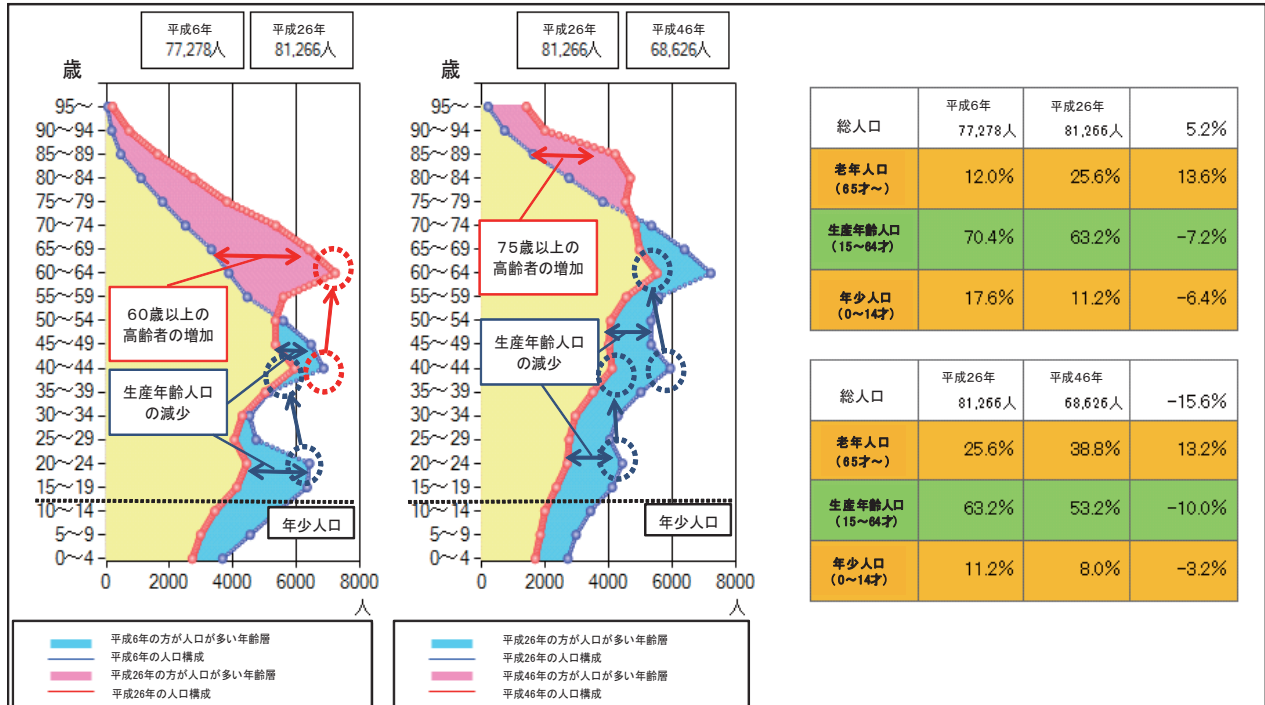 平成6年
77,278人
平成26年
81,266人
歳
95～
90～94
85～89
80～84
75～79
70～74
65～69
60～64
55～59
50～54
45～49
40～44
35～39
30～34
25～29
20～24
15～19
10～14
5～9
0～4
60歳以上の
高齢者の増加
生産年齢人口
の減少
年少人口
0
2000
4000
6000
8000
人
平成6年の方が人口が多い年齢層
平成6年の人口構成
平成26年の方が人口が多い年齢層
平成26年の人口構成
平成26年
81,266人
平成46年
68,626人
歳
95～
90～94
85～89
80～84
75～79
70～74
65～69
60～64
55～59
50～54
45～49
40～44
35～39
30～34
25～29
20～24
15～19
10～14
5～9
0～4
75歳以上の
高齢者の増加
生産年齢人口
の減少
年少人口
0
2000
4000
6000
8000
人
平成26年の方が人口が多い年齢層
平成26年の人口構成
平成46年の方が人口が多い年齢層
平成46年の人口構成
総人口 平成6年 77,278人 平成26年 81,266人 5.2%
老年人口 (65才～) 12.0% 25.6% 13.6%
生産年齢人口 (15～64才) 70.4% 63.2% -7.2%
年少人口 (0～14才) 17.6% 11.2% -6.4%
総人口 平成26年 81,266人 平成46年 68,626人 -15.6%
老年人口 (65才～) 25.6% 38.8% 13.2%
生産年齢人口 (15～64才) 63.2% 53.2% -10.0%
年少人口 (0～14才) 11.2% 8.0% -3.2%